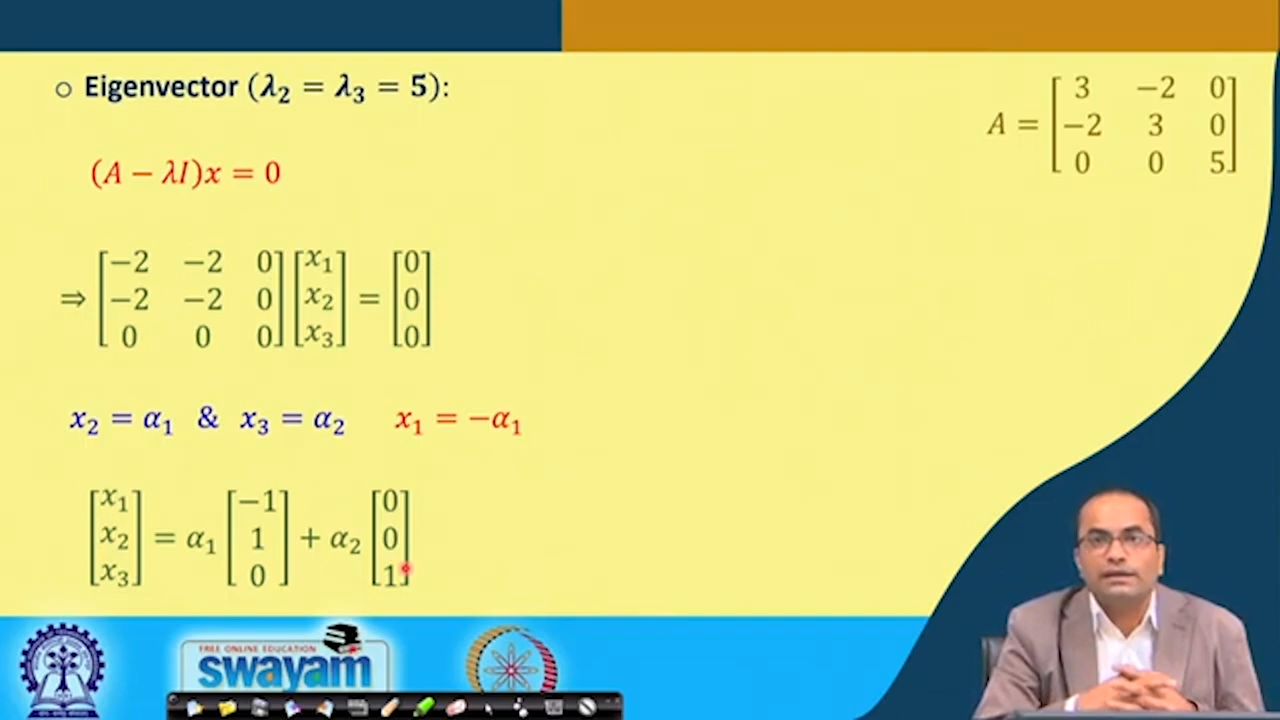 ○ Eigenvector (λ₂ = λ₃ = 5):
A = [3 −2 0
−2 3 0
0 0 5]
(A − λI)x = 0
⇒ [−2 −2 0
−2 −2 0
0 0 0] [x₁
x₂
x₃] = [0
0
0]
x₂ = α₁ & x₃ = α₂ x₁ = −α₁
[x₁
x₂
x₃] = α₁ [−1
1
0] + α₂ [0
0
1]
FREE ONLINE EDUCATION
swayam